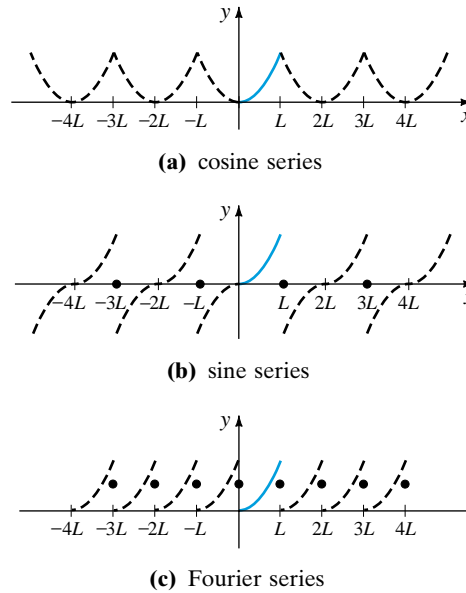 y
−4L −3L −2L −L L 2L 3L 4L x
(a) cosine series
y
−4L −3L −2L −L L 2L 3L 4L
(b) sine series
y
−4L −3L −2L −L L 2L 3L 4L
(c) Fourier series